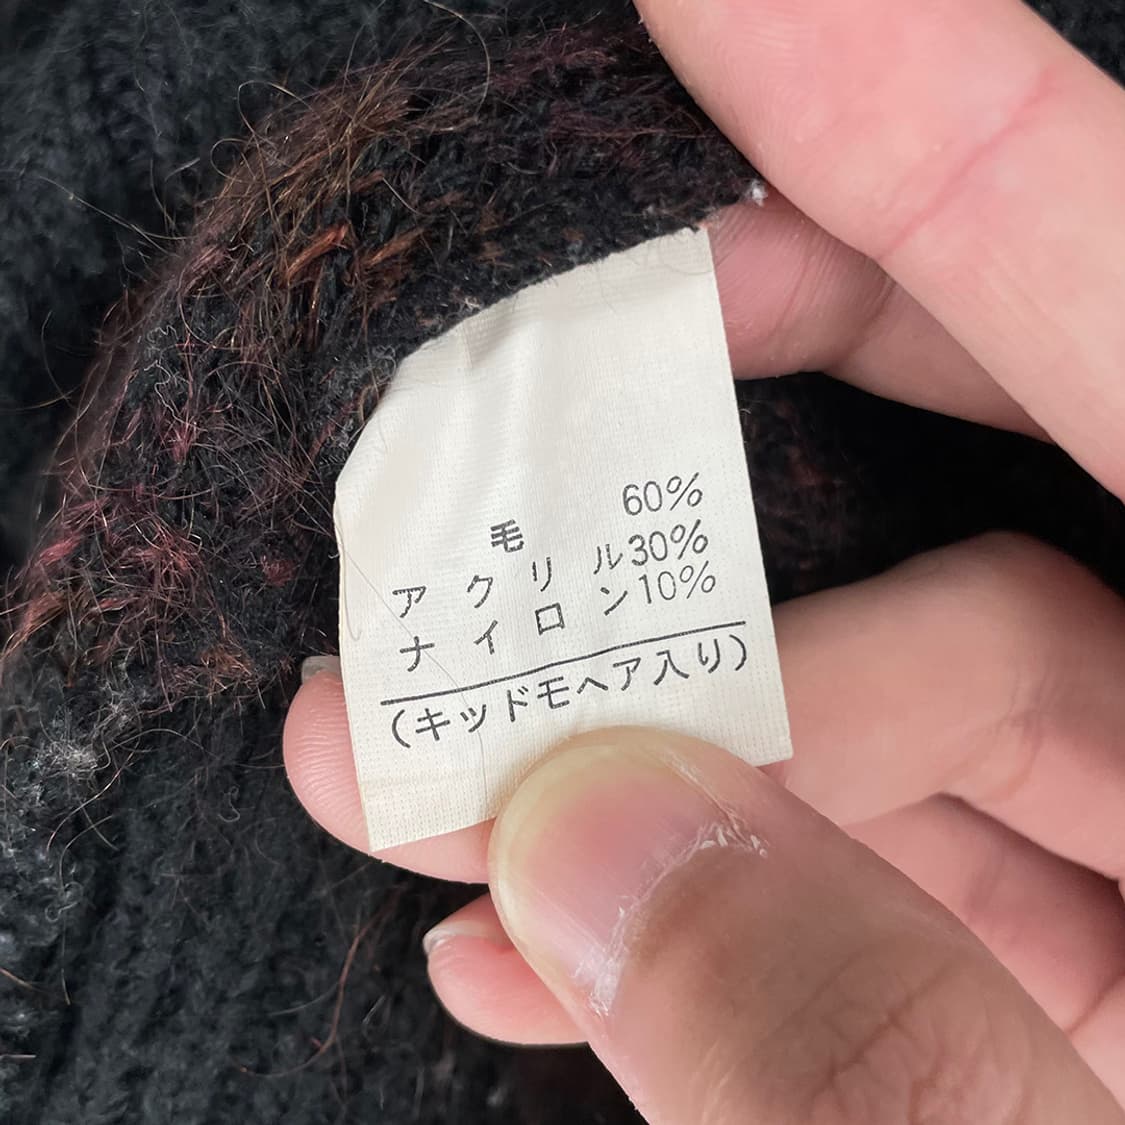 毛 60%
アクリル30%
ナイロン10%
(キッドモヘア入り)